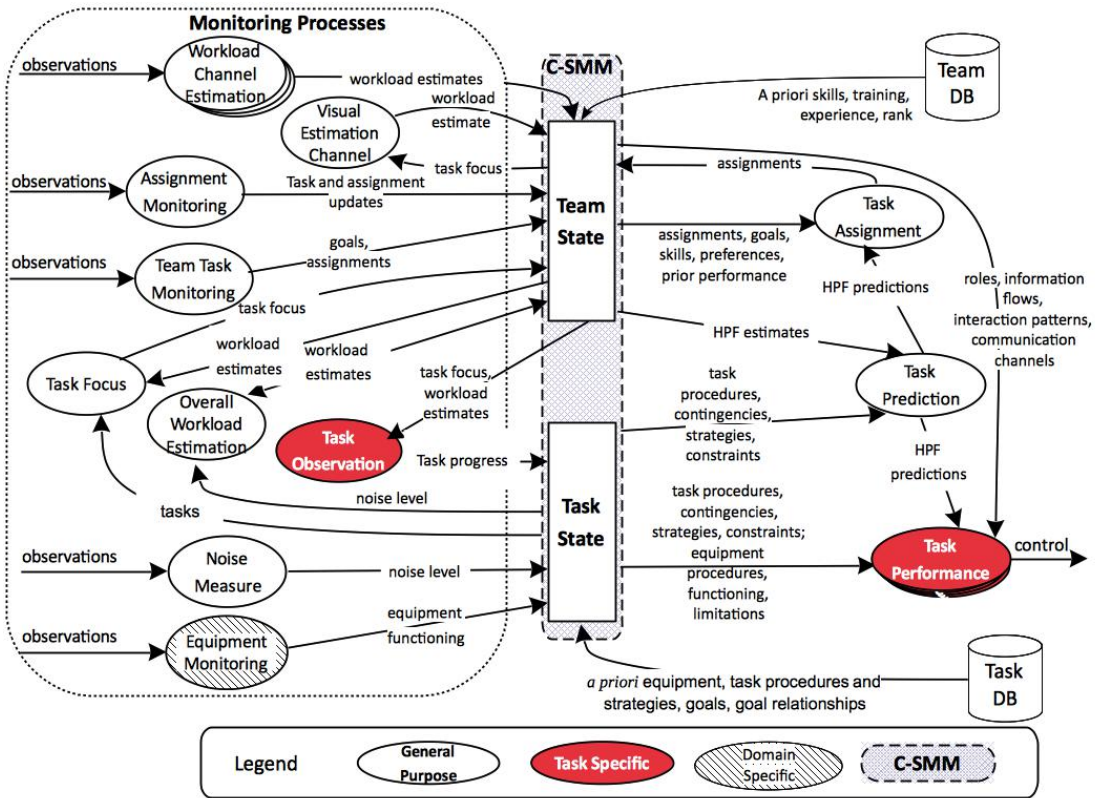 Monitoring Processes
observations
Workload
Channel
Estimation
workload estimates
C-SMM
Team
DB
A priori skills, training,
experience, rank
Visual
Estimation
Channel
workload
estimate
task focus
assignments
observations
Assignment
Monitoring
Task and assignment
updates
Team
State
Task
Assignment
goals,
assignments
assignments, goals,
skills, preferences,
prior performance
observations
Team Task
Monitoring
task focus
HPF predictions
roles, information
flows,
interaction patterns,
communication
channels
workload
estimates
workload
estimates
HPF estimates
Task Focus
task focus,
workload
estimates
Task
Prediction
Overall
Workload
Estimation
task
procedures,
contingencies,
strategies,
constraints
Task
Observation
Task progress
HPF
predictions
noise level
tasks
Task
State
task procedures,
contingencies,
strategies, constraints;
equipment
procedures,
functioning,
limitations
observations
Noise
Measure
noise level
Task
Performance
control
equipment
functioning
observations
Equipment
Monitoring
a priori equipment, task procedures and
strategies, goals, goal relationships
Task
DB
Legend
General
Purpose
Task Specific
Domain
Specific
C-SMM